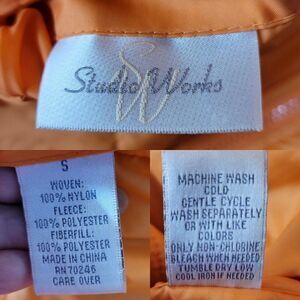 Studio Works
SW
S
WOVEN:
100% NYLON
FLEECE:
100% POLYESTER
FIBERFILL:
100% POLYESTER
MADE IN CHINA
RN70246
CARE OVER
MACHINE WASH
COLD
GENTLE CYCLE
WASH SEPARATELY
OR WITH LIKE
COLORS
ONLY NON-CHLORINE
BLEACH WHEN NEEDED
TUMBLE DRY LOW
COOL IRON IF NEEDED